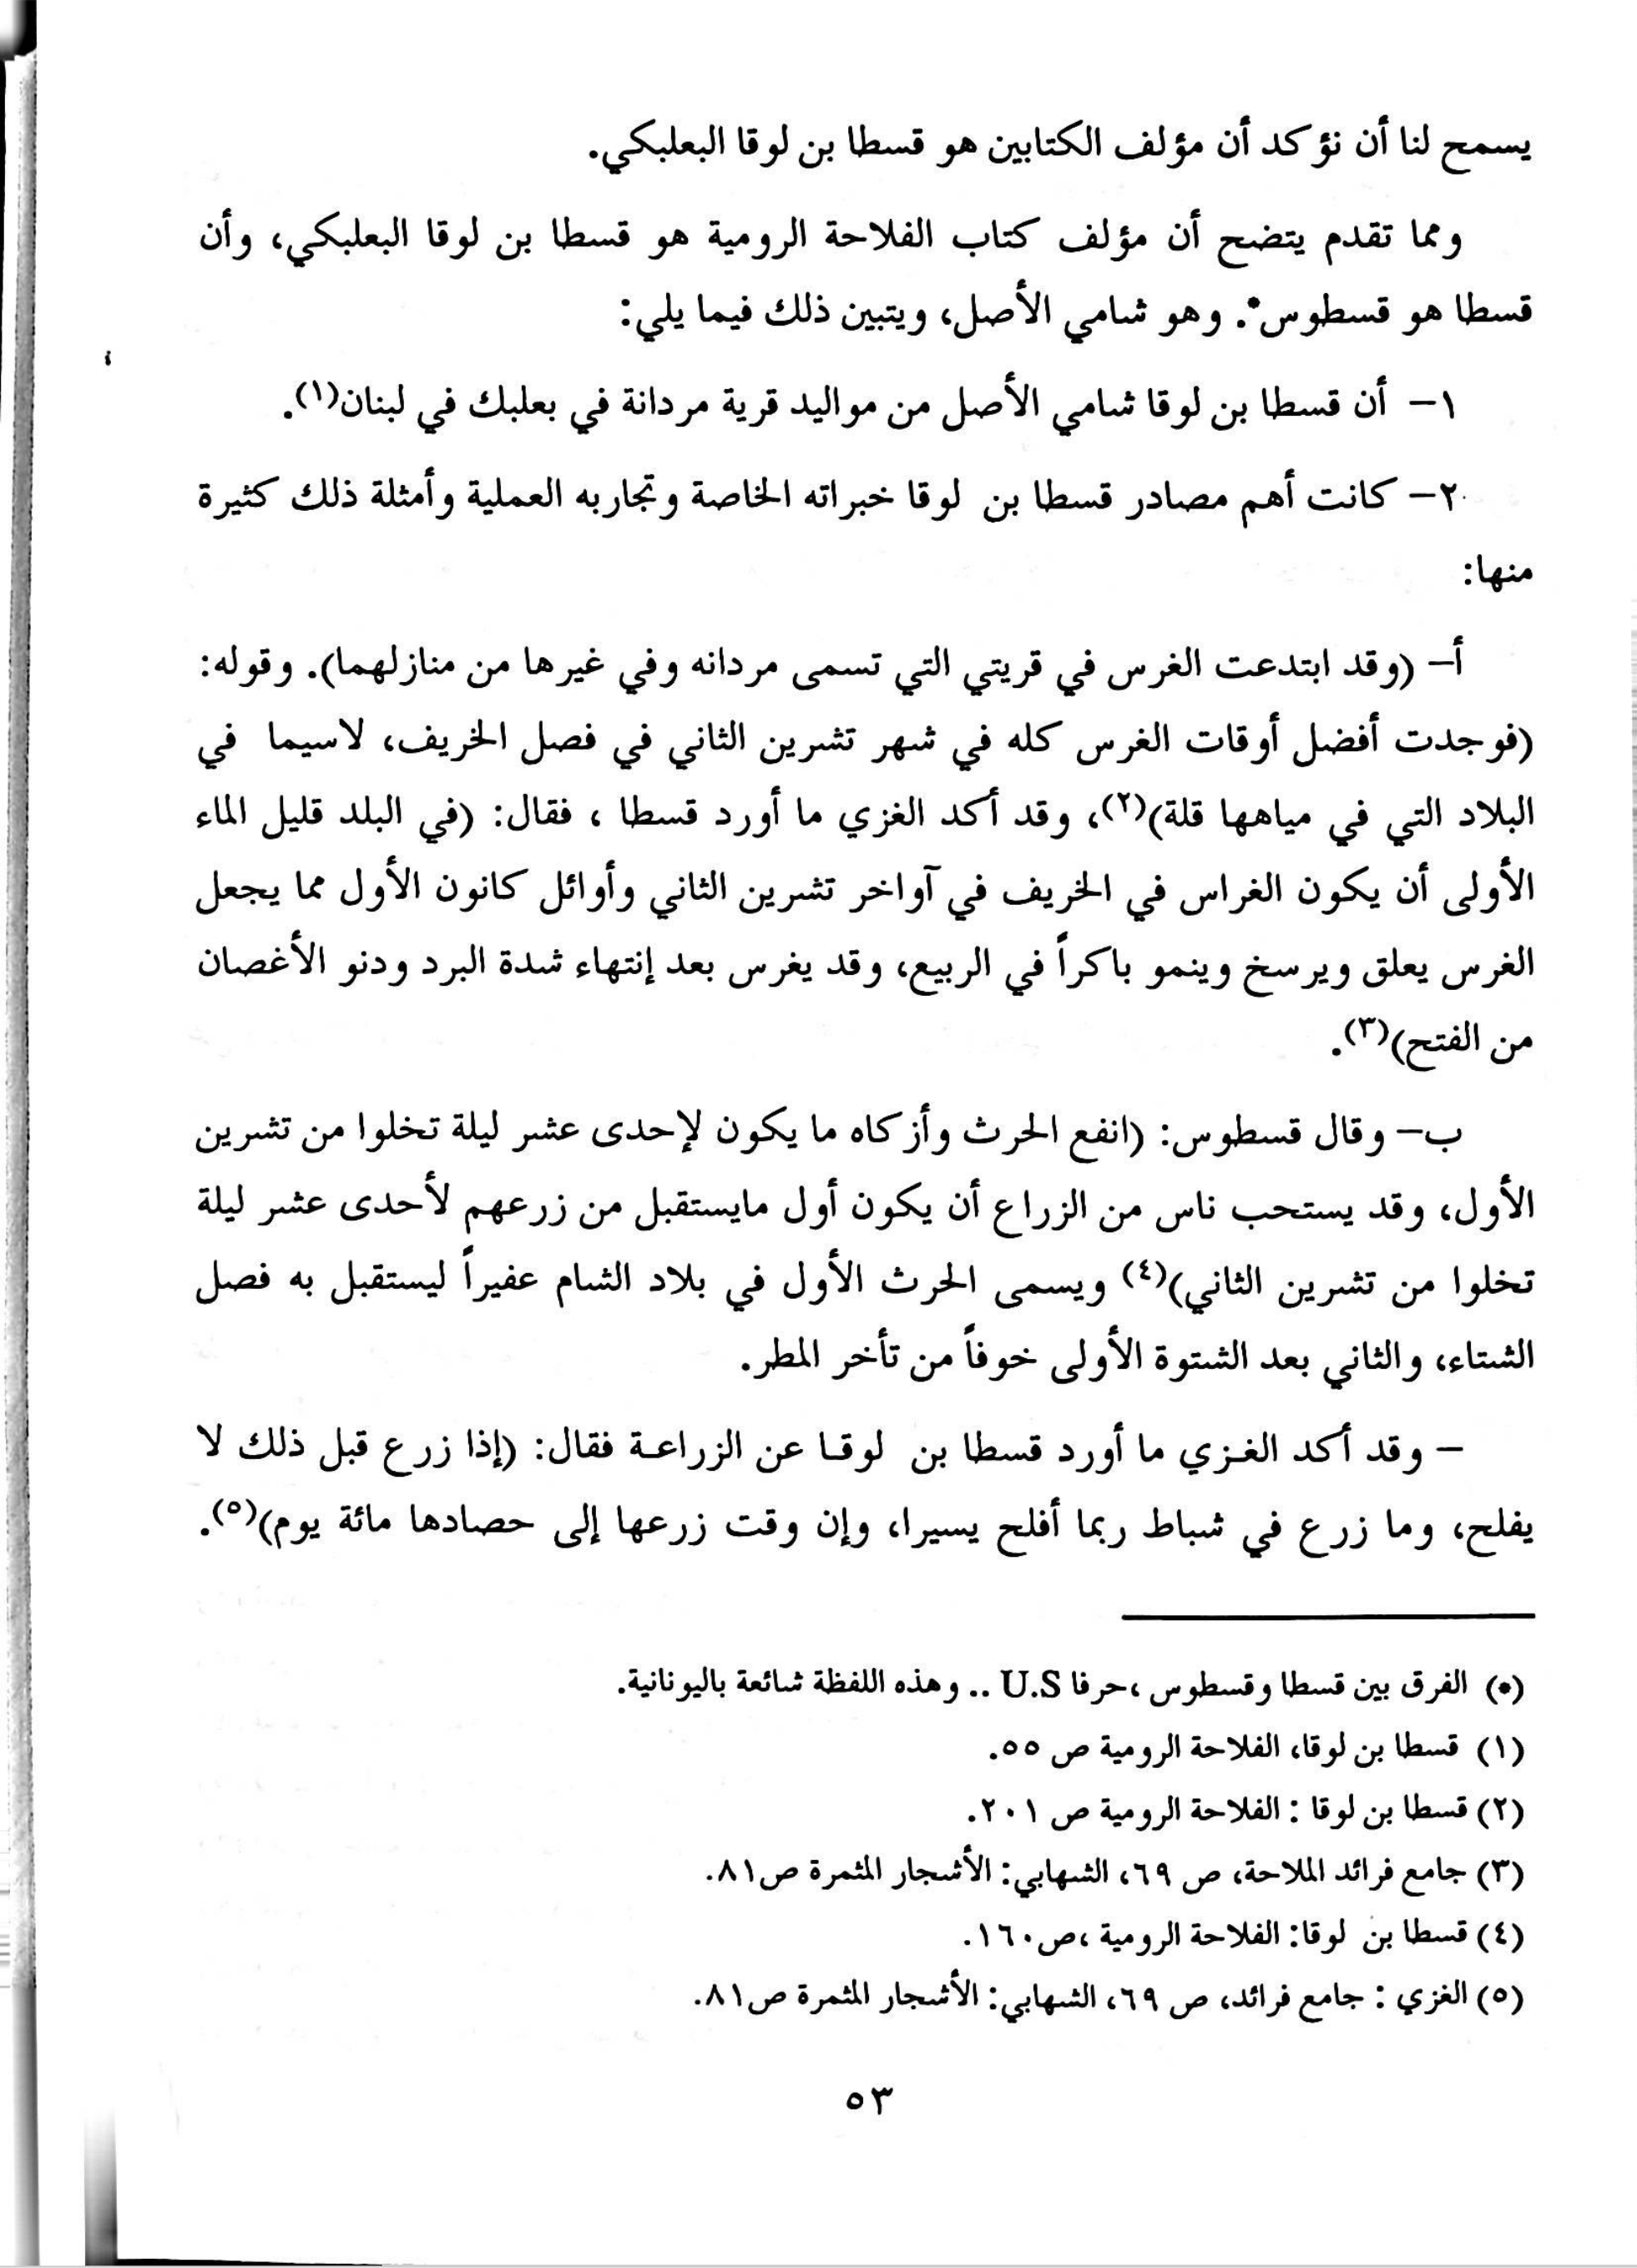 يسمح لنا أن نؤكد أن مؤلف الكتابين هو قسطا بن لوقا البعلبكي.
ومما تقدم يتضح أن مؤلف كتاب الفلاحة الرومية هو قسطا بن لوقا البعلبكي، وأن
قسطا هو قسطوس•. وهو شامي الأصل، ويتبين ذلك فيما يلي:
١– أن قسطا بن لوقا شامي الأصل من مواليد قرية مردانة في بعلبك في لبنان(١).
٢– كانت أهم مصادر قسطا بن لوقا خبراته الخاصة وتجاربه العملية وأمثلة ذلك كثيرة
منها:
أ– (وقد ابتدعت الغرس في قريتي التي تسمى مردانه وفي غيرها من منازلهما). وقوله:
(فوجدت أفضل أوقات الغرس كله في شهر تشرين الثاني في فصل الخريف، لاسيما في
البلاد التي في مياهها قلة)(٢)، وقد أكد الغزي ما أورد قسطا ، فقال: (في البلد قليل الماء
الأولى أن يكون الغراس في الخريف في آواخر تشرين الثاني وأوائل كانون الأول مما يجعل
الغرس يعلق ويرسخ وينمو باكراً في الربيع، وقد يغرس بعد إنتهاء شدة البرد ودنو الأغصان
من الفتح)(٣).
ب– وقال قسطوس: (انفع الحرث وأزكاه ما يكون لإحدى عشر ليلة تخلوا من تشرين
الأول، وقد يستحب ناس من الزراع أن يكون أول مايستقبل من زرعهم لأحدى عشر ليلة
تخلوا من تشرين الثاني)(٤) ويسمى الحرث الأول في بلاد الشام عفيراً ليستقبل به فصل
الشتاء، والثاني بعد الشتوة الأولى خوفاً من تأخر المطر.
– وقد أكد الغزي ما أورد قسطا بن لوقا عن الزراعة فقال: (إذا زرع قبل ذلك لا
يفلح، وما زرع في شباط ربما أفلح يسيرا، وإن وقت زرعها إلى حصادها مائة يوم)(٥).
(•) الفرق بين قسطا وقسطوس ،حرفا U.S .. وهذه اللفظة شائعة باليونانية.
(١) قسطا بن لوقا، الفلاحة الرومية ص ٥٥.
(٢) قسطا بن لوقا : الفلاحة الرومية ص ٢٠١.
(٣) جامع فرائد الملاحة، ص ٦٩، الشهابي: الأشجار المثمرة ص٨١.
(٤) قسطا بن لوقا: الفلاحة الرومية ،ص١٦٠.
(٥) الغزي : جامع فرائد، ص ٦٩، الشهابي: الأشجار المثمرة ص٨١.
٥٣